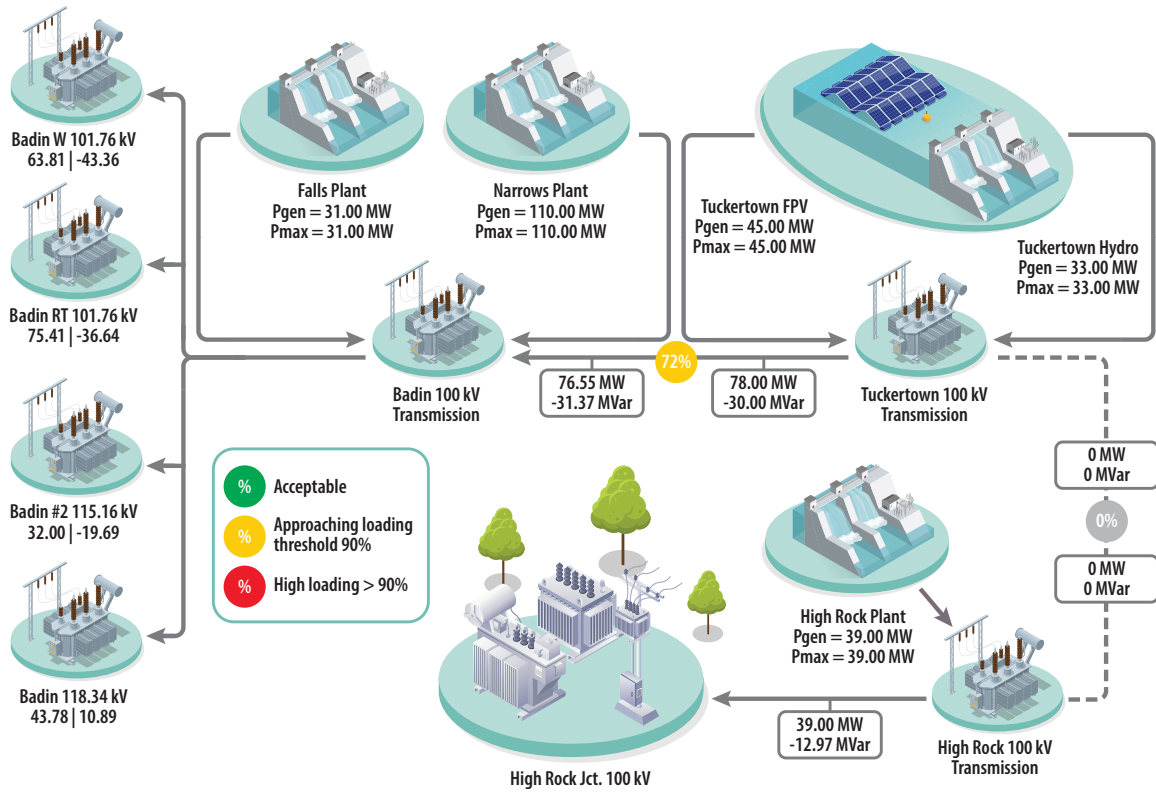 Badin W 101.76 kV
63.81 | -43.36
Badin RT 101.76 kV
75.41 | -36.64
Badin #2 115.16 kV
32.00 | -19.69
Badin 118.34 kV
43.78 | 10.89
Falls Plant
Pgen = 31.00 MW
Pmax = 31.00 MW
Narrows Plant
Pgen = 110.00 MW
Pmax = 110.00 MW
Tuckertown FPV
Pgen = 45.00 MW
Pmax = 45.00 MW
Tuckertown Hydro
Pgen = 33.00 MW
Pmax = 33.00 MW
Badin 100 kV
Transmission
76.55 MW
-31.37 MVar
72%
78.00 MW
-30.00 MVar
Tuckertown 100 kV
Transmission
0 MW
0 MVar
0%
0 MW
0 MVar
% Acceptable
% Approaching loading
threshold 90%
% High loading > 90%
High Rock Plant
Pgen = 39.00 MW
Pmax = 39.00 MW
39.00 MW
-12.97 MVar
High Rock Jct. 100 kV
High Rock 100 kV
Transmission